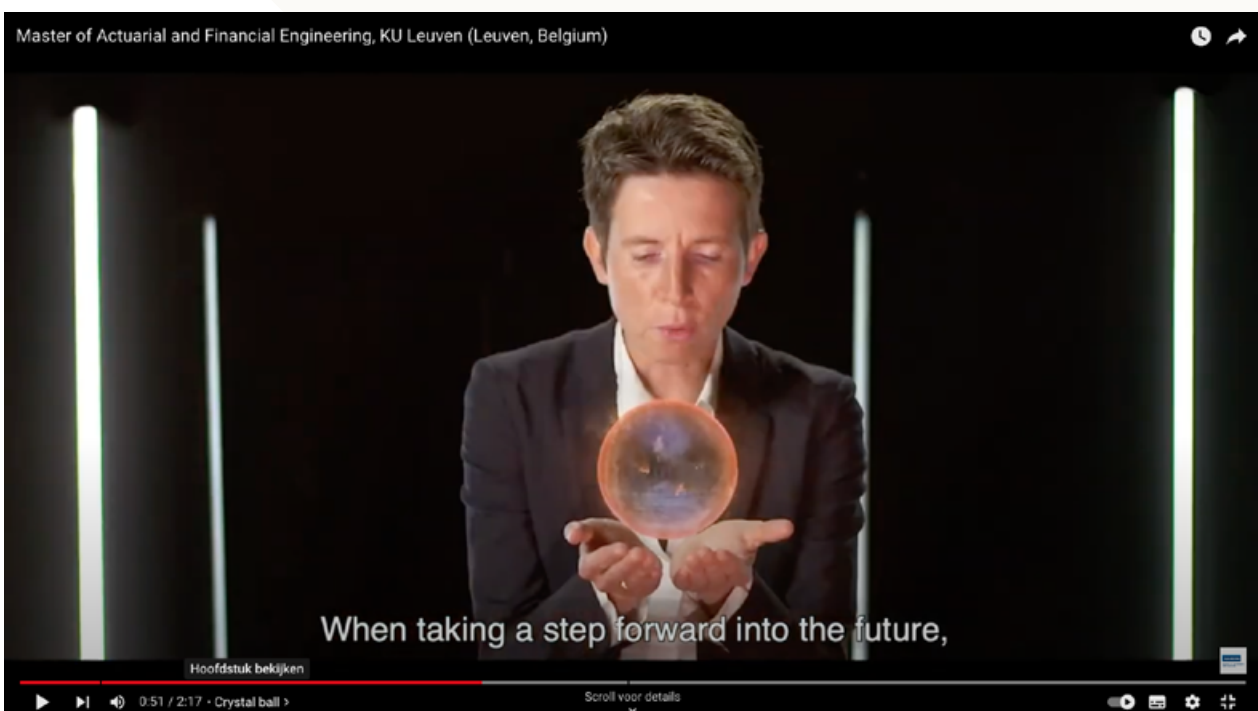 Master of Actuarial and Financial Engineering, KU Leuven (Leuven, Belgium)
When taking a step forward into the future,
Hoofdstuk bekijken
0:51 / 2:17 • Crystal ball >
Scroll voor details